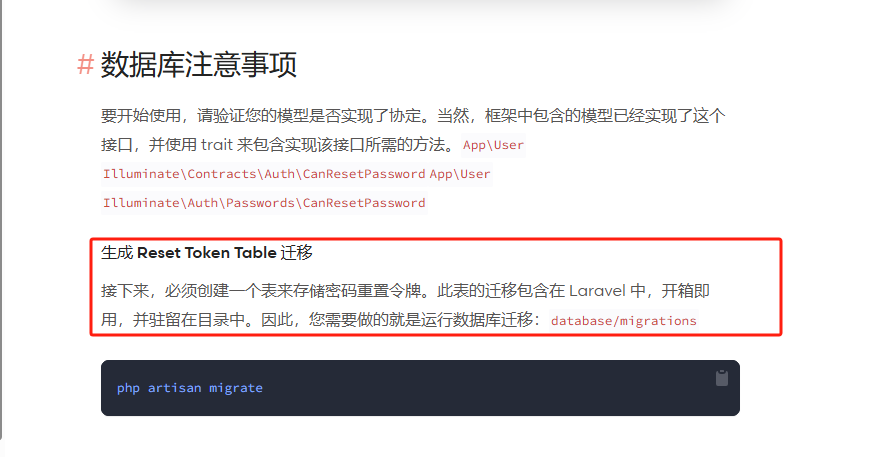 # 数据库注意事项
要开始使用，请验证您的模型是否实现了协定。当然，框架中包含的模型已经实现了这个
接口，并使用 trait 来包含实现该接口所需的方法。 App\User
Illuminate\Contracts\Auth\CanResetPassword App\User
Illuminate\Auth\Passwords\CanResetPassword
生成 Reset Token Table 迁移
接下来，必须创建一个表来存储密码重置令牌。此表的迁移包含在 Laravel 中，开箱即
用，并驻留在目录中。因此，您需要做的就是运行数据库迁移： database/migrations
php artisan migrate